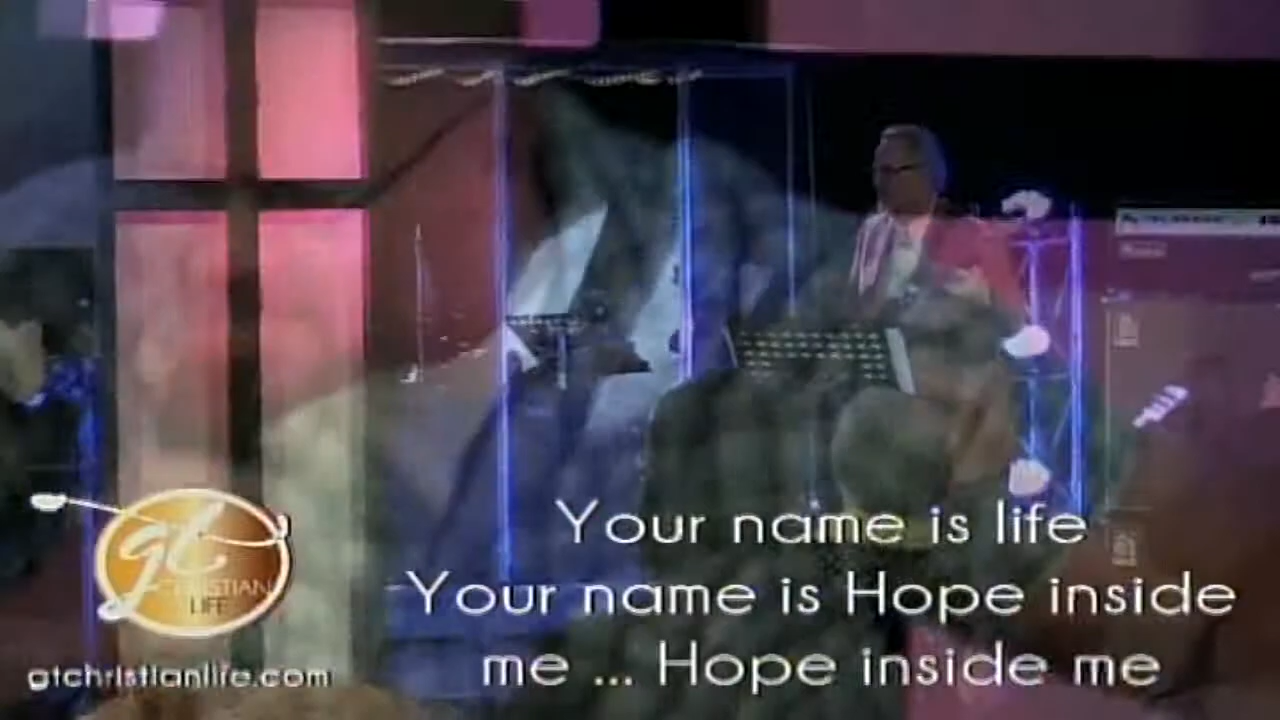 Your name is life
Your name is Hope inside
me ... Hope inside me
gt
CHRISTIAN
LIFE
gtchristianlife.com